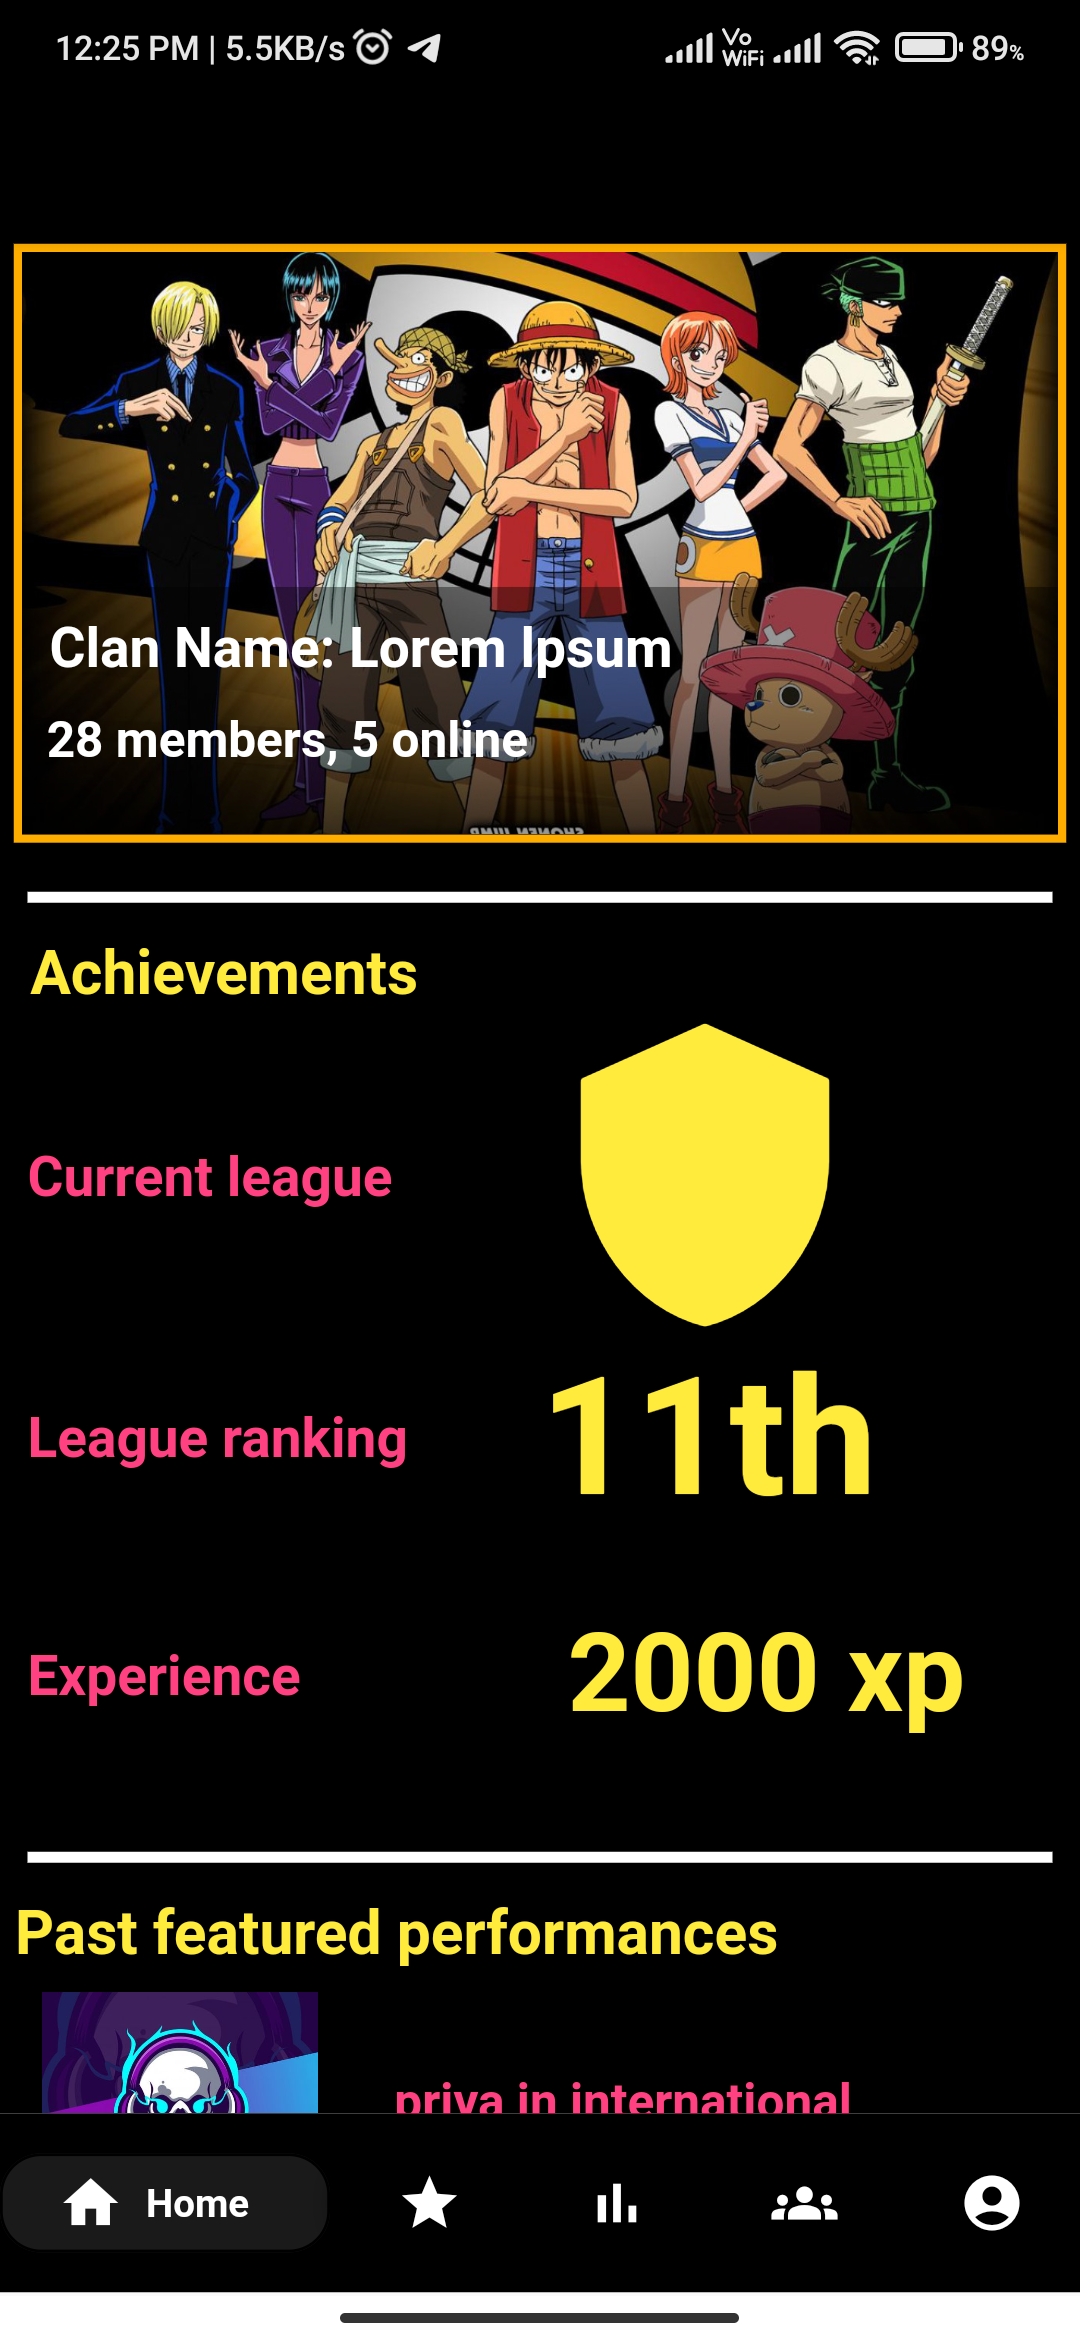 12:25 PM | 5.5KB/s
Vo
WiFi
89%
Clan Name: Lorem Ipsum
28 members, 5 online
Achievements
Current league
League ranking
11th
Experience
2000 xp
Past featured performances
priya in international
Home